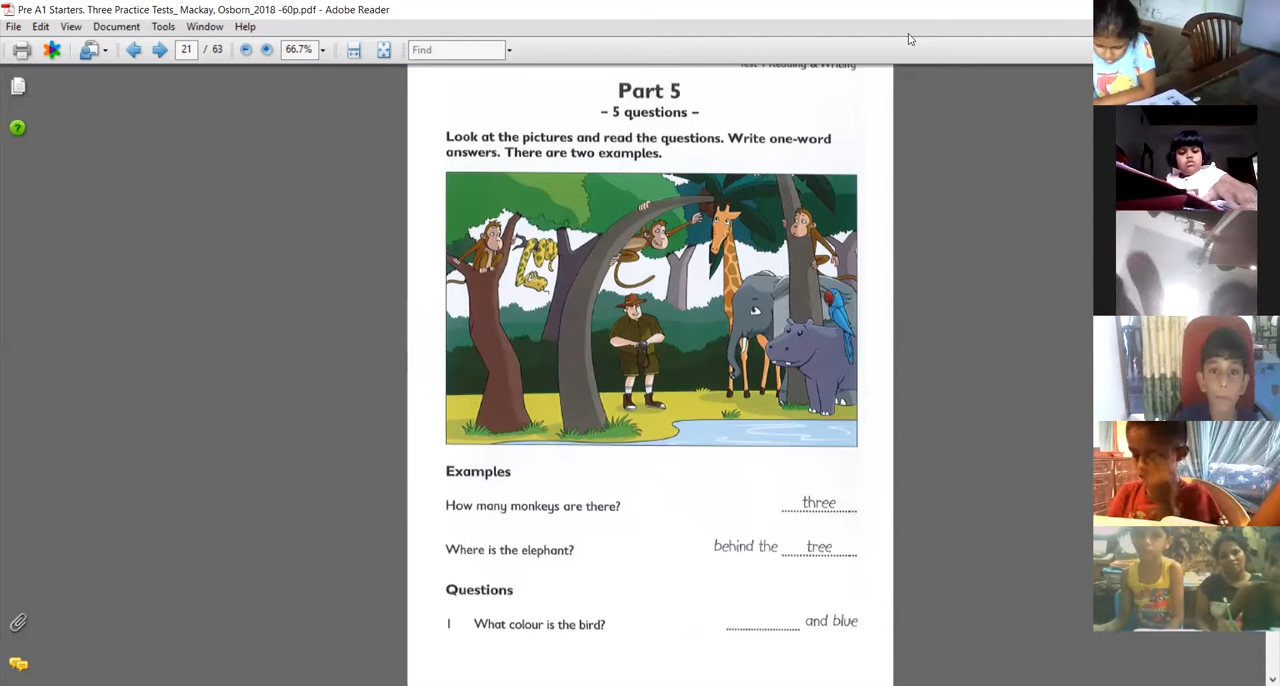 Pre A1 Starters. Three Practice Tests_ Mackay, Osborn_2018 -60p.pdf - Adobe Reader
File Edit View Document Tools Window Help
21 / 63 66.7% Find
Test 1 Reading & Writing
Part 5
– 5 questions –
Look at the pictures and read the questions. Write one-word
answers. There are two examples.
Examples
How many monkeys are there? three
Where is the elephant? behind the tree
Questions
1 What colour is the bird? and blue